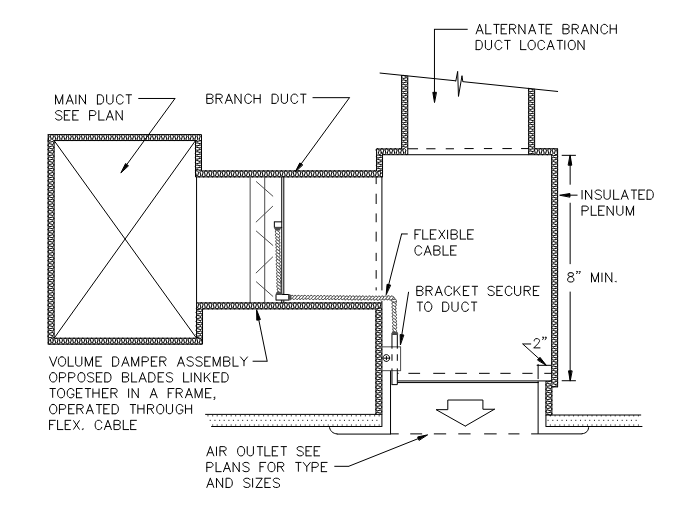 ALTERNATE BRANCH
DUCT LOCATION
MAIN DUCT
SEE PLAN
BRANCH DUCT
INSULATED
PLENUM
FLEXIBLE
CABLE
8" MIN.
BRACKET SECURE
TO DUCT
2"
VOLUME DAMPER ASSEMBLY
OPPOSED BLADES LINKED
TOGETHER IN A FRAME,
OPERATED THROUGH
FLEX. CABLE
AIR OUTLET SEE
PLANS FOR TYPE
AND SIZES